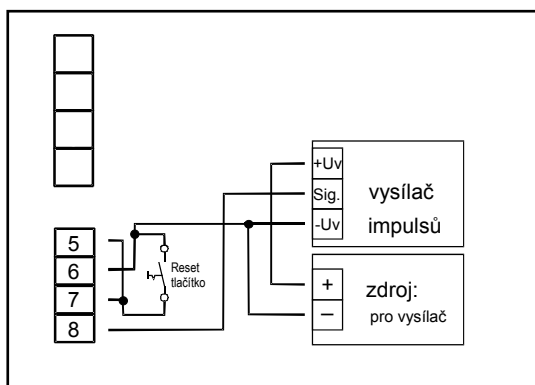 +Uv
Sig.
-Uv
vysílač
impulsů
5
6
7
8
Reset
tlačítko
+
–
zdroj:
pro vysílač